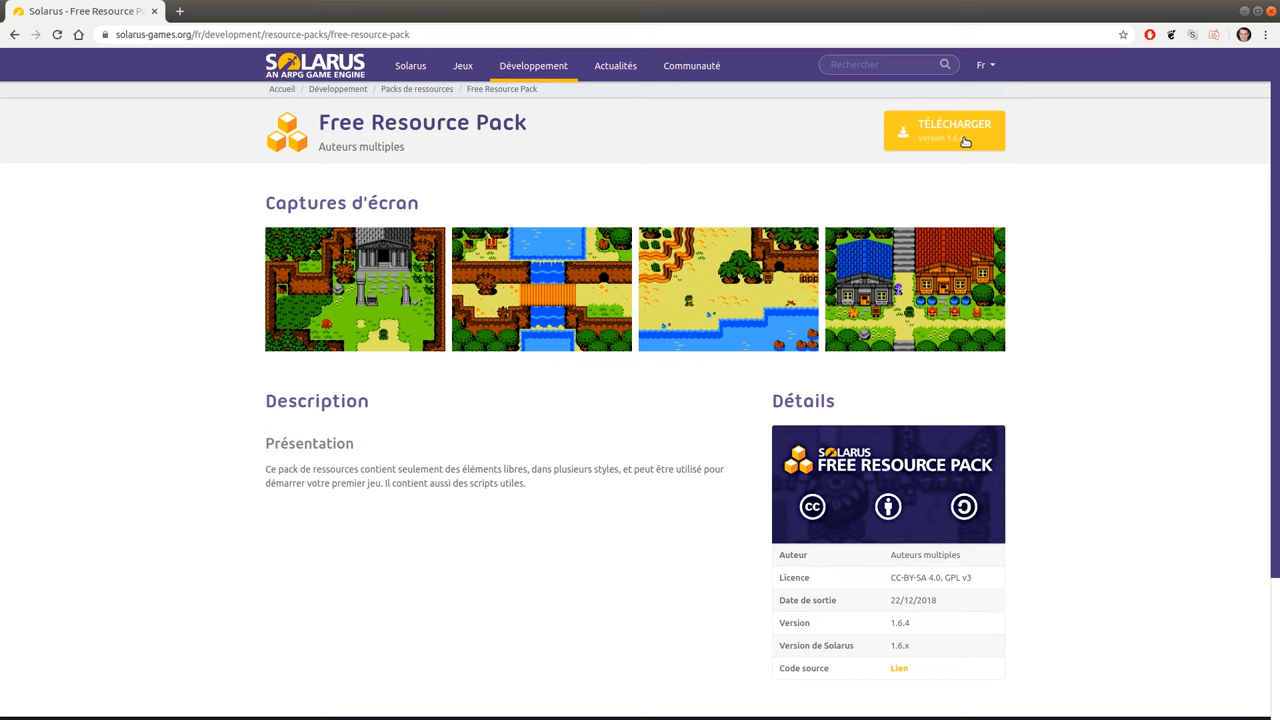 Solarus - Free Resource Pa
solarus-games.org/fr/development/resource-packs/free-resource-pack
SOLARUS
AN ARPG GAME ENGINE
Solarus
Jeux
Développement
Actualités
Communauté
Rechercher
Fr
Accueil / Développement / Packs de ressources / Free Resource Pack
Free Resource Pack
Auteurs multiples
TÉLÉCHARGER
Version 1.6
Captures d'écran
Description
Détails
Présentation
Ce pack de ressources contient seulement des éléments libres, dans plusieurs styles, et peut être utilisé pour
démarrer votre premier jeu. Il contient aussi des scripts utiles.
SOLARUS
FREE RESOURCE PACK
cc
Auteur Auteurs multiples
Licence CC-BY-SA 4.0, GPL v3
Date de sortie 22/12/2018
Version 1.6.4
Version de Solarus 1.6.x
Code source Lien